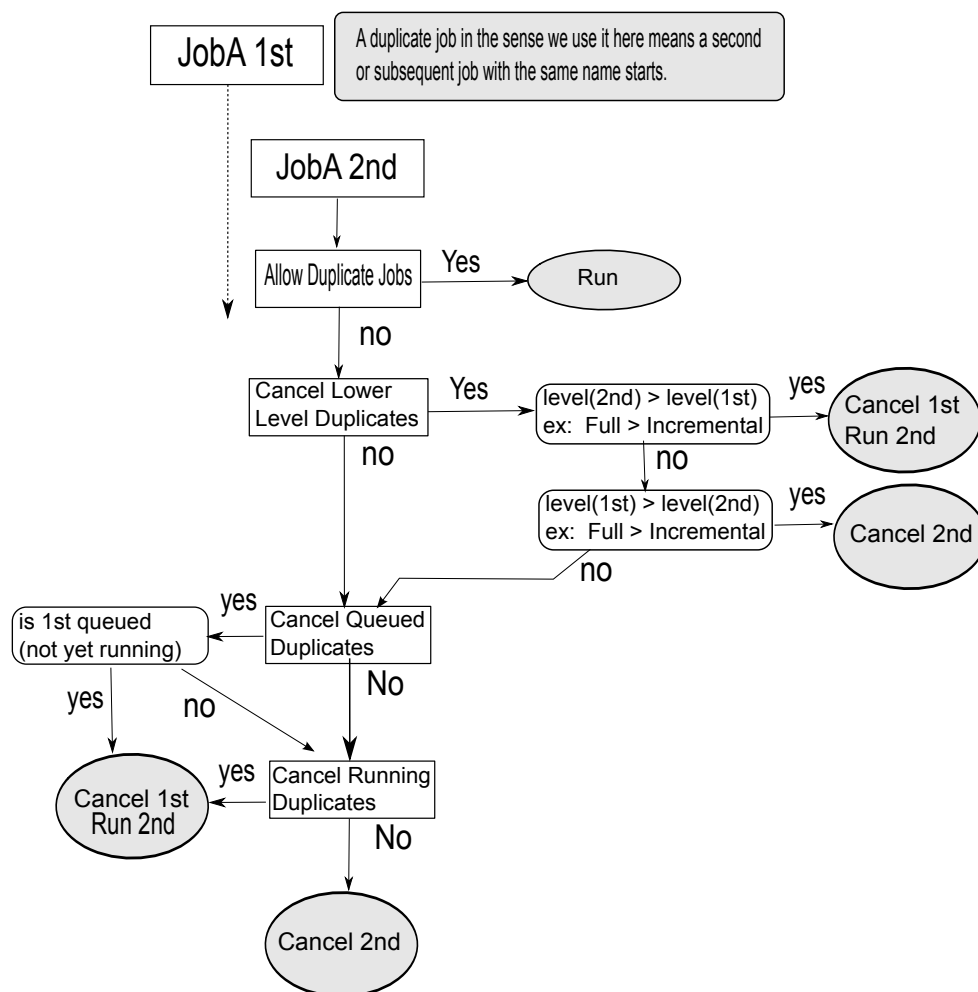 JobA 1st
A duplicate job in the sense we use it here means a second
or subsequent job with the same name starts.
JobA 2nd
Allow Duplicate Jobs
Yes
Run
no
Cancel Lower
Level Duplicates
Yes
level(2nd) > level(1st)
ex: Full > Incremental
yes
Cancel 1st
Run 2nd
no
no
level(1st) > level(2nd)
ex: Full > Incremental
yes
Cancel 2nd
no
is 1st queued
(not yet running)
yes
Cancel Queued
Duplicates
No
yes
no
Cancel Running
Duplicates
yes
Cancel 1st
Run 2nd
No
Cancel 2nd